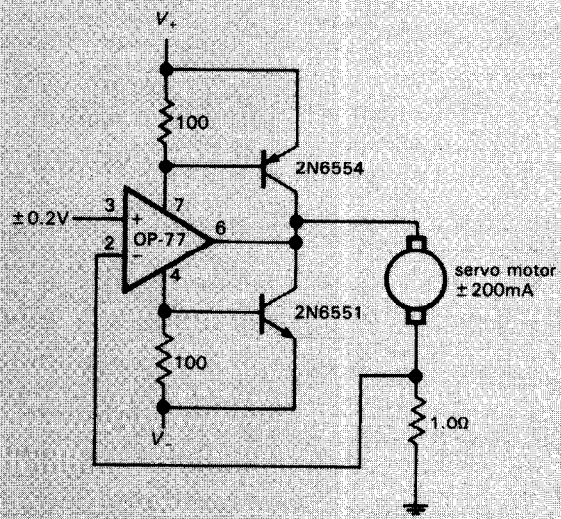 V+
100
2N6554
3
7
±0.2V
+
6
OP-77
2
−
4
servo motor
±200mA
2N6551
100
1.0Ω
V−